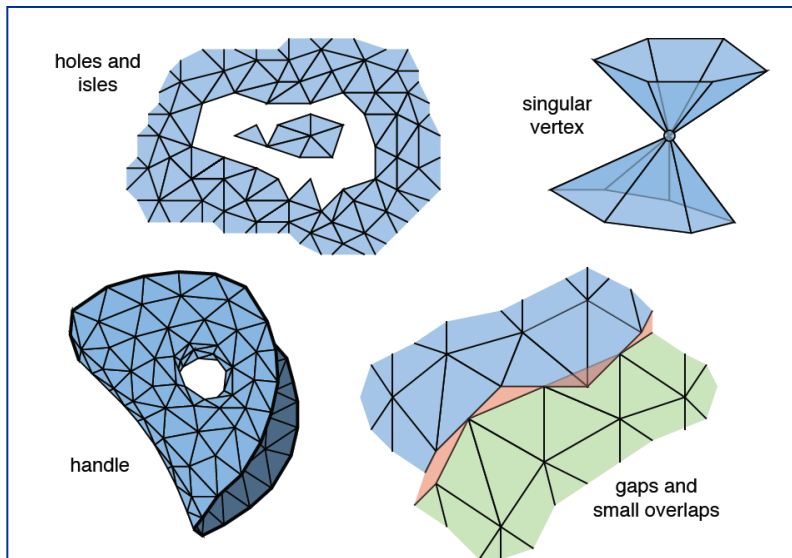 holes and
isles
singular
vertex
handle
gaps and
small overlaps